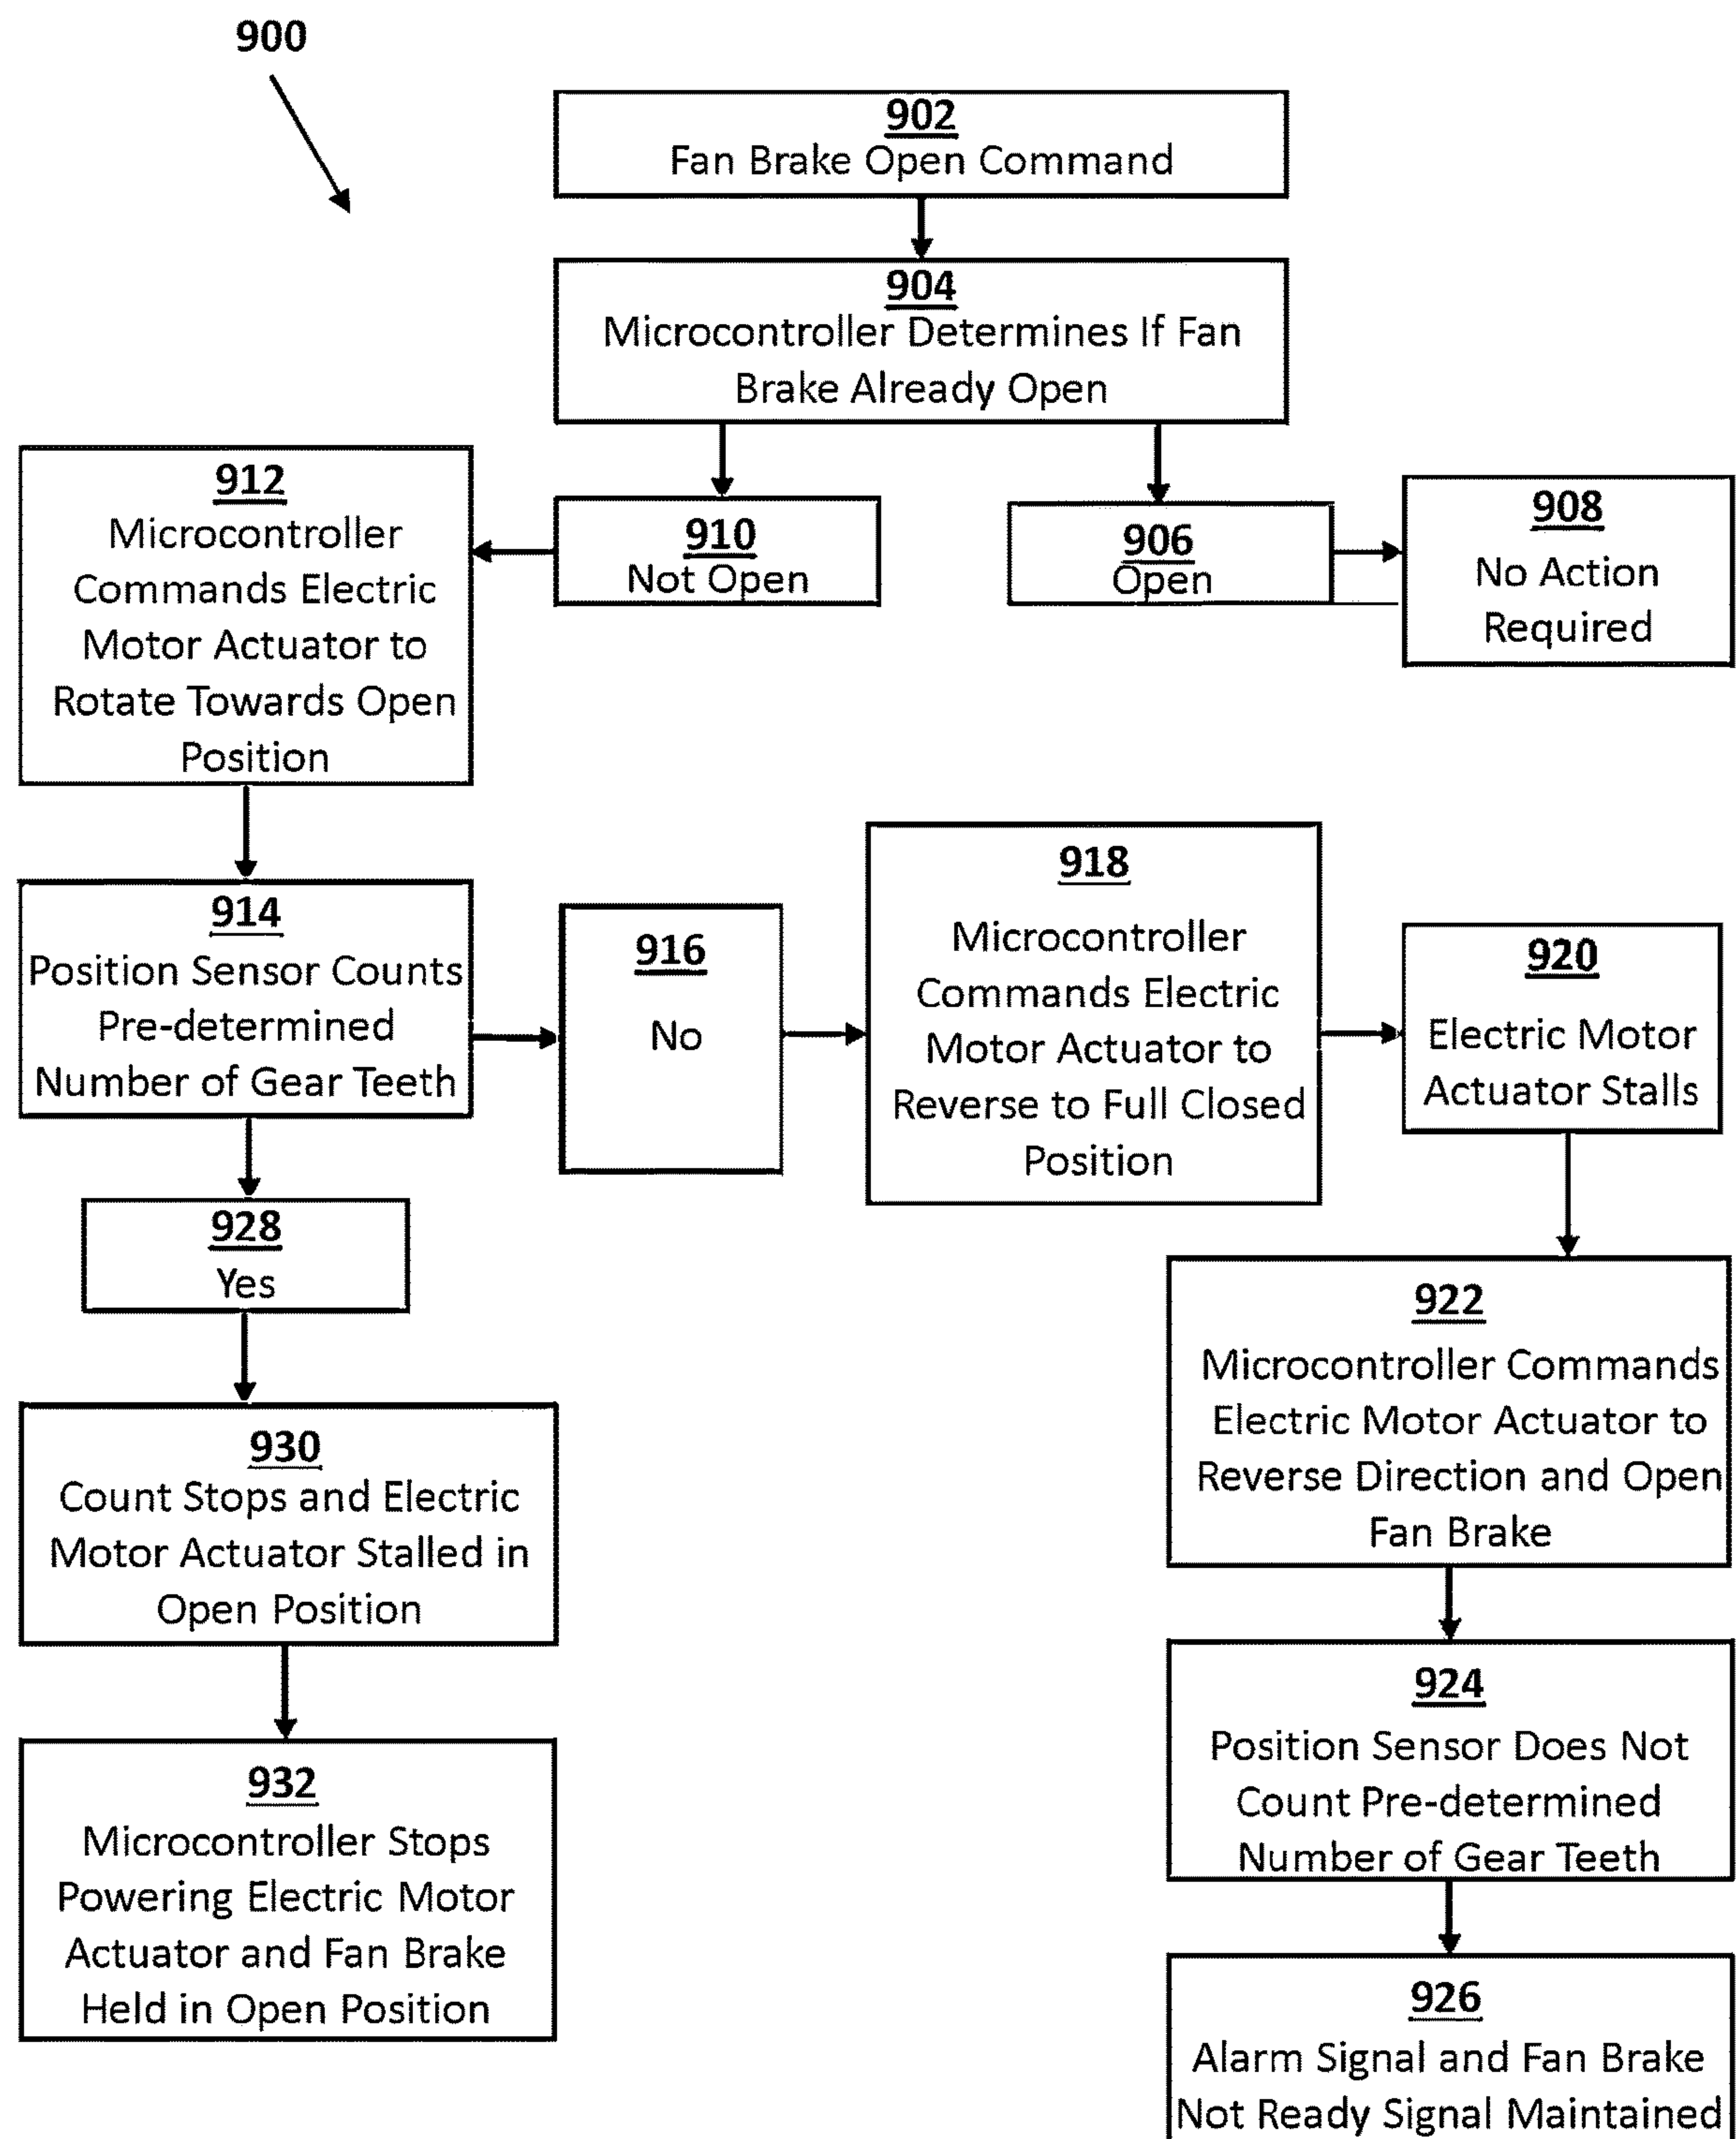 900
902
Fan Brake Open Command
904
Microcontroller Determines If Fan
Brake Already Open
912
Microcontroller
Commands Electric
Motor Actuator to
Rotate Towards Open
Position
910
Not Open
906
Open
908
No Action
Required
914
Position Sensor Counts
Pre-determined
Number of Gear Teeth
916
No
918
Microcontroller
Commands Electric
Motor Actuator to
Reverse to Full Closed
Position
920
Electric Motor
Actuator Stalls
928
Yes
922
Microcontroller Commands
Electric Motor Actuator to
Reverse Direction and Open
Fan Brake
930
Count Stops and Electric
Motor Actuator Stalled in
Open Position
924
Position Sensor Does Not
Count Pre-determined
Number of Gear Teeth
932
Microcontroller Stops
Powering Electric Motor
Actuator and Fan Brake
Held in Open Position
926
Alarm Signal and Fan Brake
Not Ready Signal Maintained